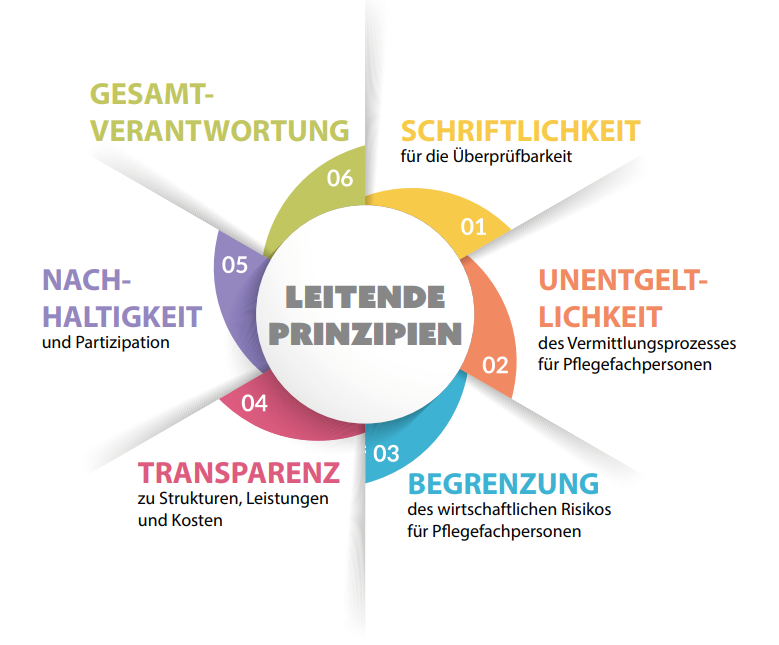 LEITENDE
PRINZIPIEN
01
SCHRIFTLICHKEIT
für die Überprüfbarkeit
02
UNENTGELT-
LICHKEIT
des Vermittlungsprozesses
für Pflegefachpersonen
03
BEGRENZUNG
des wirtschaftlichen Risikos
für Pflegefachpersonen
04
TRANSPARENZ
zu Strukturen, Leistungen
und Kosten
05
NACH-
HALTIGKEIT
und Partizipation
06
GESAMT-
VERANTWORTUNG